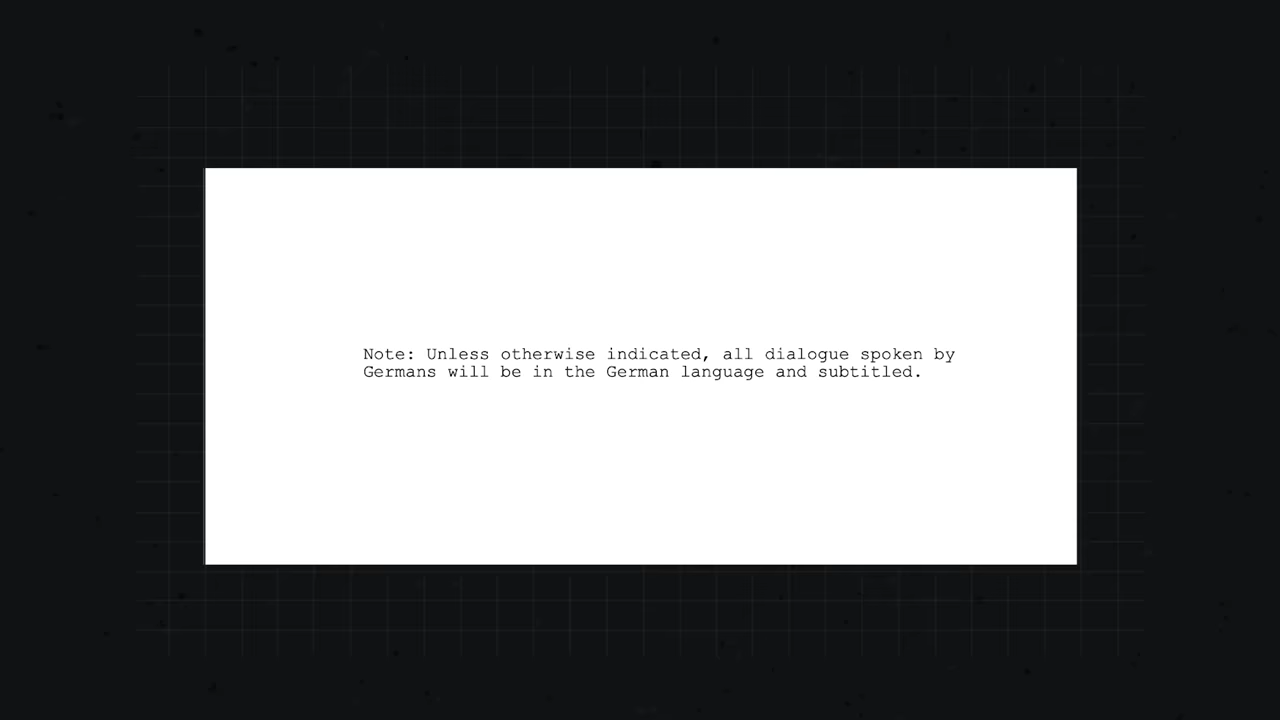 Note: Unless otherwise indicated, all dialogue spoken by
Germans will be in the German language and subtitled.